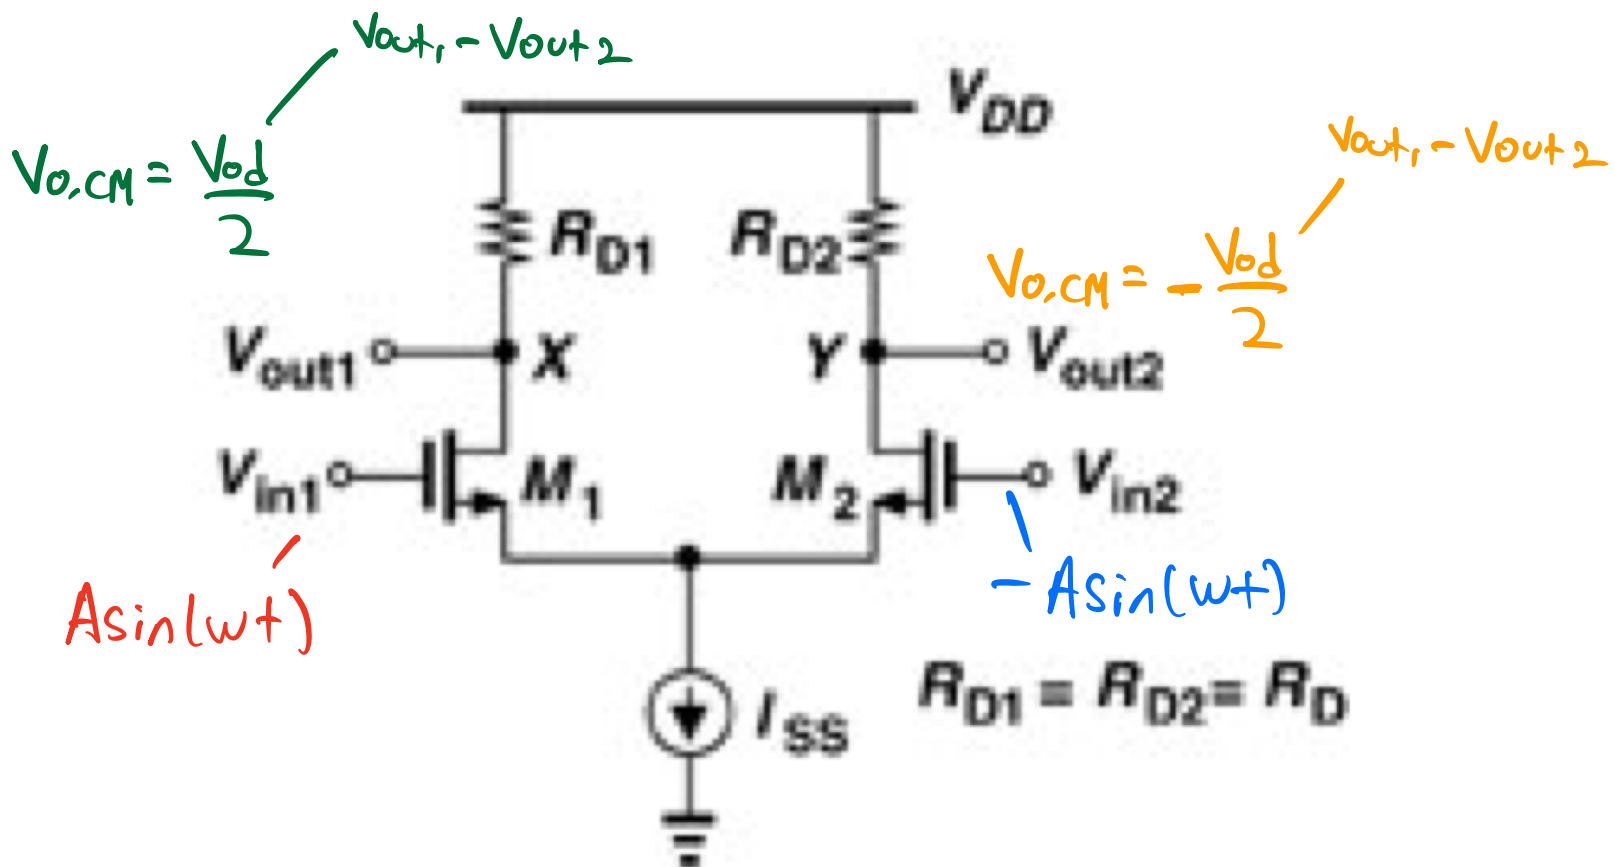 Vout1 - Vout2
VDD
Vo,CM = Vod/2
Vout1 - Vout2
RD1
RD2
Vo,CM = - Vod/2
Vout1
X
Y
Vout2
Vin1
M1
M2
Vin2
Asin(wt)
-Asin(wt)
ISS
RD1 = RD2 = RD